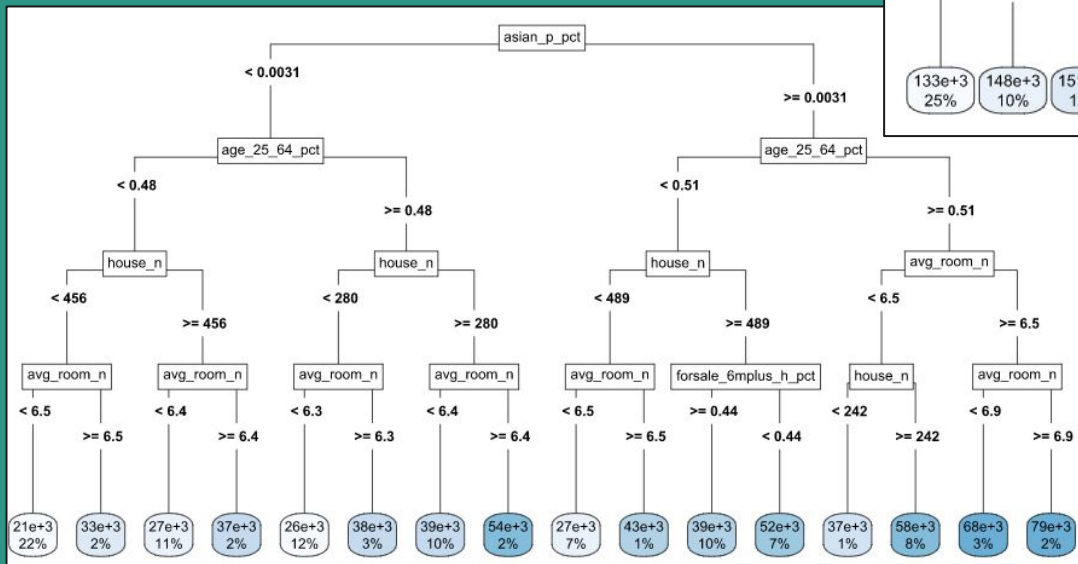 asian_p_pct
< 0.0031
>= 0.0031
133e+3 148e+3
25% 10%
age_25_64_pct age_25_64_pct
< 0.48 < 0.51
>= 0.48 >= 0.51
house_n house_n house_n avg_room_n
< 456 < 280 < 489 < 6.5
>= 456 >= 280 >= 489 >= 6.5
avg_room_n avg_room_n avg_room_n avg_room_n avg_room_n forsale_6mplus_h_pct house_n avg_room_n
< 6.5 < 6.4 < 6.3 < 6.4 < 6.5 >= 0.44 < 242 < 6.9
>= 6.5 >= 6.4 >= 6.3 >= 6.4 >= 6.5 < 0.44 >= 242 >= 6.9
21e+3 33e+3 27e+3 37e+3 26e+3 38e+3 39e+3 54e+3 27e+3 43e+3 39e+3 52e+3 37e+3 58e+3 68e+3 79e+3
22% 2% 11% 2% 12% 3% 10% 2% 7% 1% 10% 7% 1% 8% 3% 2%